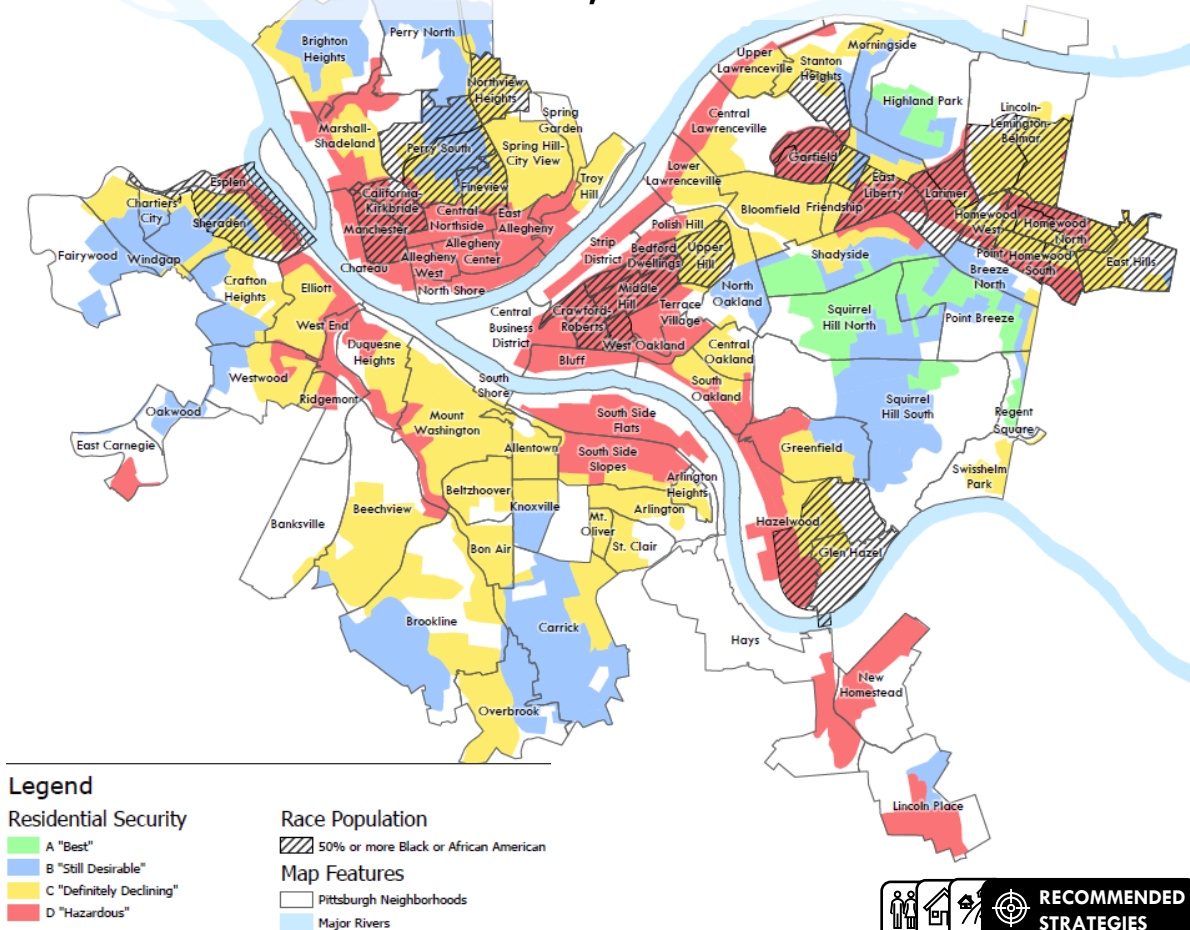 Perry North
Brighton
Heights
Morningside
Upper
Lawrenceville
Stanton
Heights
Northview
Heights
Highland Park
Lincoln-
Lemington-
Belmar
Spring
Garden
Central
Lawrenceville
Marshall-
Shadeland
Perry South
Spring Hill-
City View
Garfield
Lower
Lawrenceville
East
Liberty
Larimer
Troy
Hill
Fineview
Esplen
Chartiers
City
California-
Kirkbride
Sheraden
Central
Northside
East
Allegheny
Bloomfield
Friendship
Homewood
West
Homewood
North
Manchester
Polish Hill
Strip
District
Bedford
Dwellings
Upper
Hill
Shadyside
Point
Breeze
North
Homewood
South
East Hills
Fairywood
Windgap
Allegheny
West
Allegheny
Center
Chateau
North Shore
Crafton
Heights
Elliott
Middle
Hill
Terrace
Village
North
Oakland
Squirrel
Hill North
Point Breeze
Central
Business
District
Crawford-
Roberts
West End
West Oakland
Duquesne
Heights
Bluff
Central
Oakland
Westwood
South
Shore
South
Oakland
Ridgemont
Oakwood
Squirrel
Hill South
Regent
Square
East Carnegie
Mount
Washington
South Side
Flats
Allentown
South Side
Slopes
Greenfield
Swisshelm
Park
Arlington
Heights
Beltzhoover
Knoxville
Arlington
Beechview
Banksville
Mt.
Oliver
St. Clair
Hazelwood
Bon Air
Glen Hazel
Brookline
Carrick
Hays
New
Homestead
Overbrook
Lincoln Place
Legend
Residential Security
A "Best"
B "Still Desirable"
C "Definitely Declining"
D "Hazardous"
Race Population
50% or more Black or African American
Map Features
Pittsburgh Neighborhoods
Major Rivers
RECOMMENDED
STRATEGIES